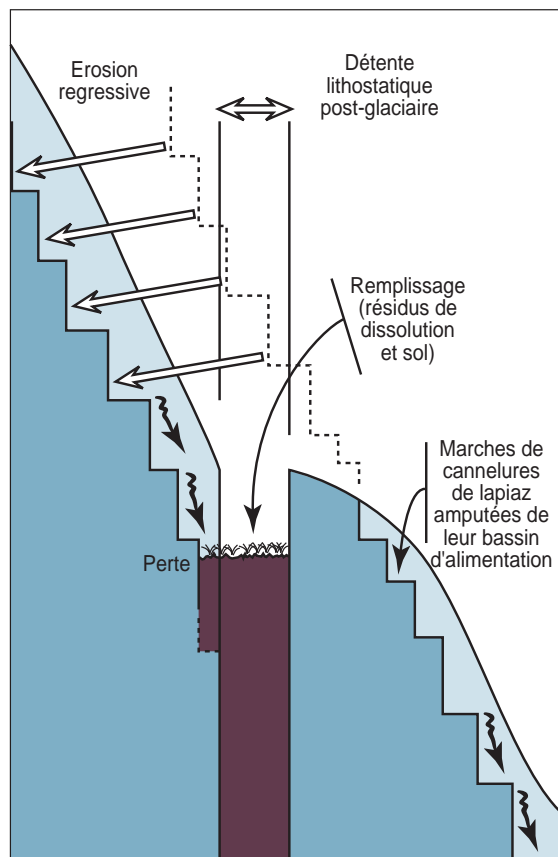 Erosion
regressive
Détente
lithostatique
post-glaciaire
Remplissage
(résidus de
dissolution
et sol)
Marches de
cannelures
de lapiaz
amputées de
leur bassin
d'alimentation
Perte